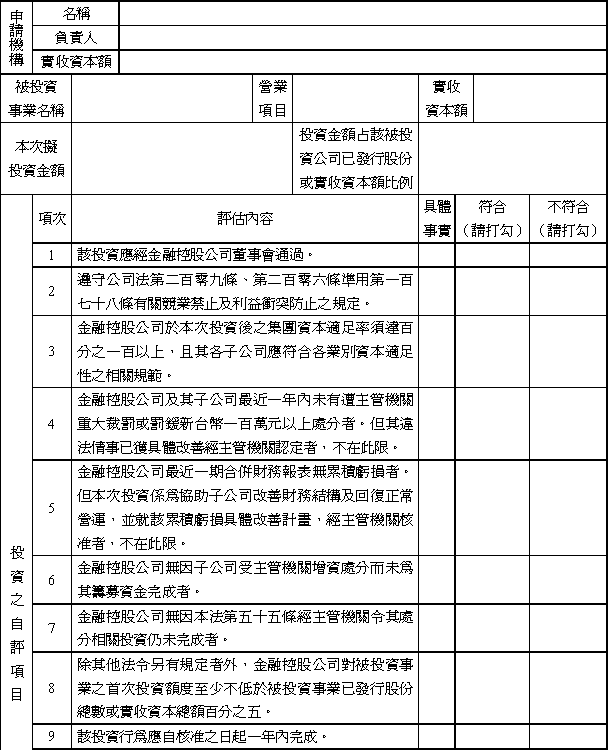 申請機構
名稱
負責人
實收資本額
被投資
事業名稱
營業
項目
實收
資本額
本次擬
投資金額
投資金額占該被投
資公司已發行股份
或實收資本額比例
投資之自評項目
項次
評估內容
具體
事實
符合
（請打勾）
不符合
（請打勾）
1
該投資應經金融控股公司董事會通過。
2
遵守公司法第二百零九條、第二百零六條準用第一百
七十八條有關競業禁止及利益衝突防止之規定。
3
金融控股公司於本次投資後之集團資本適足率須達百
分之一百以上，且其各子公司應符合各業別資本適足
性之相關規範。
4
金融控股公司及其子公司最近一年內未有遭主管機關
重大裁罰或罰鍰新台幣一百萬元以上處分者。但其違
法情事已獲具體改善經主管機關認定者，不在此限。
5
金融控股公司最近一期合併財務報表無累積虧損者。
但本次投資係為協助子公司改善財務結構及回復正常
營運，並就該累積虧損具體改善計畫，經主管機關核
准者，不在此限。
6
金融控股公司無因子公司受主管機關增資處分而未為
其籌募資金完成者。
7
金融控股公司無因本法第五十五條經主管機關令其處
分相關投資仍未完成者。
8
除其他法令另有規定者外，金融控股公司對被投資事
業之首次投資額度至少不低於被投資事業已發行股份
總數或實收資本總額百分之五。
9
該投資行為應自核准之日起一年內完成。